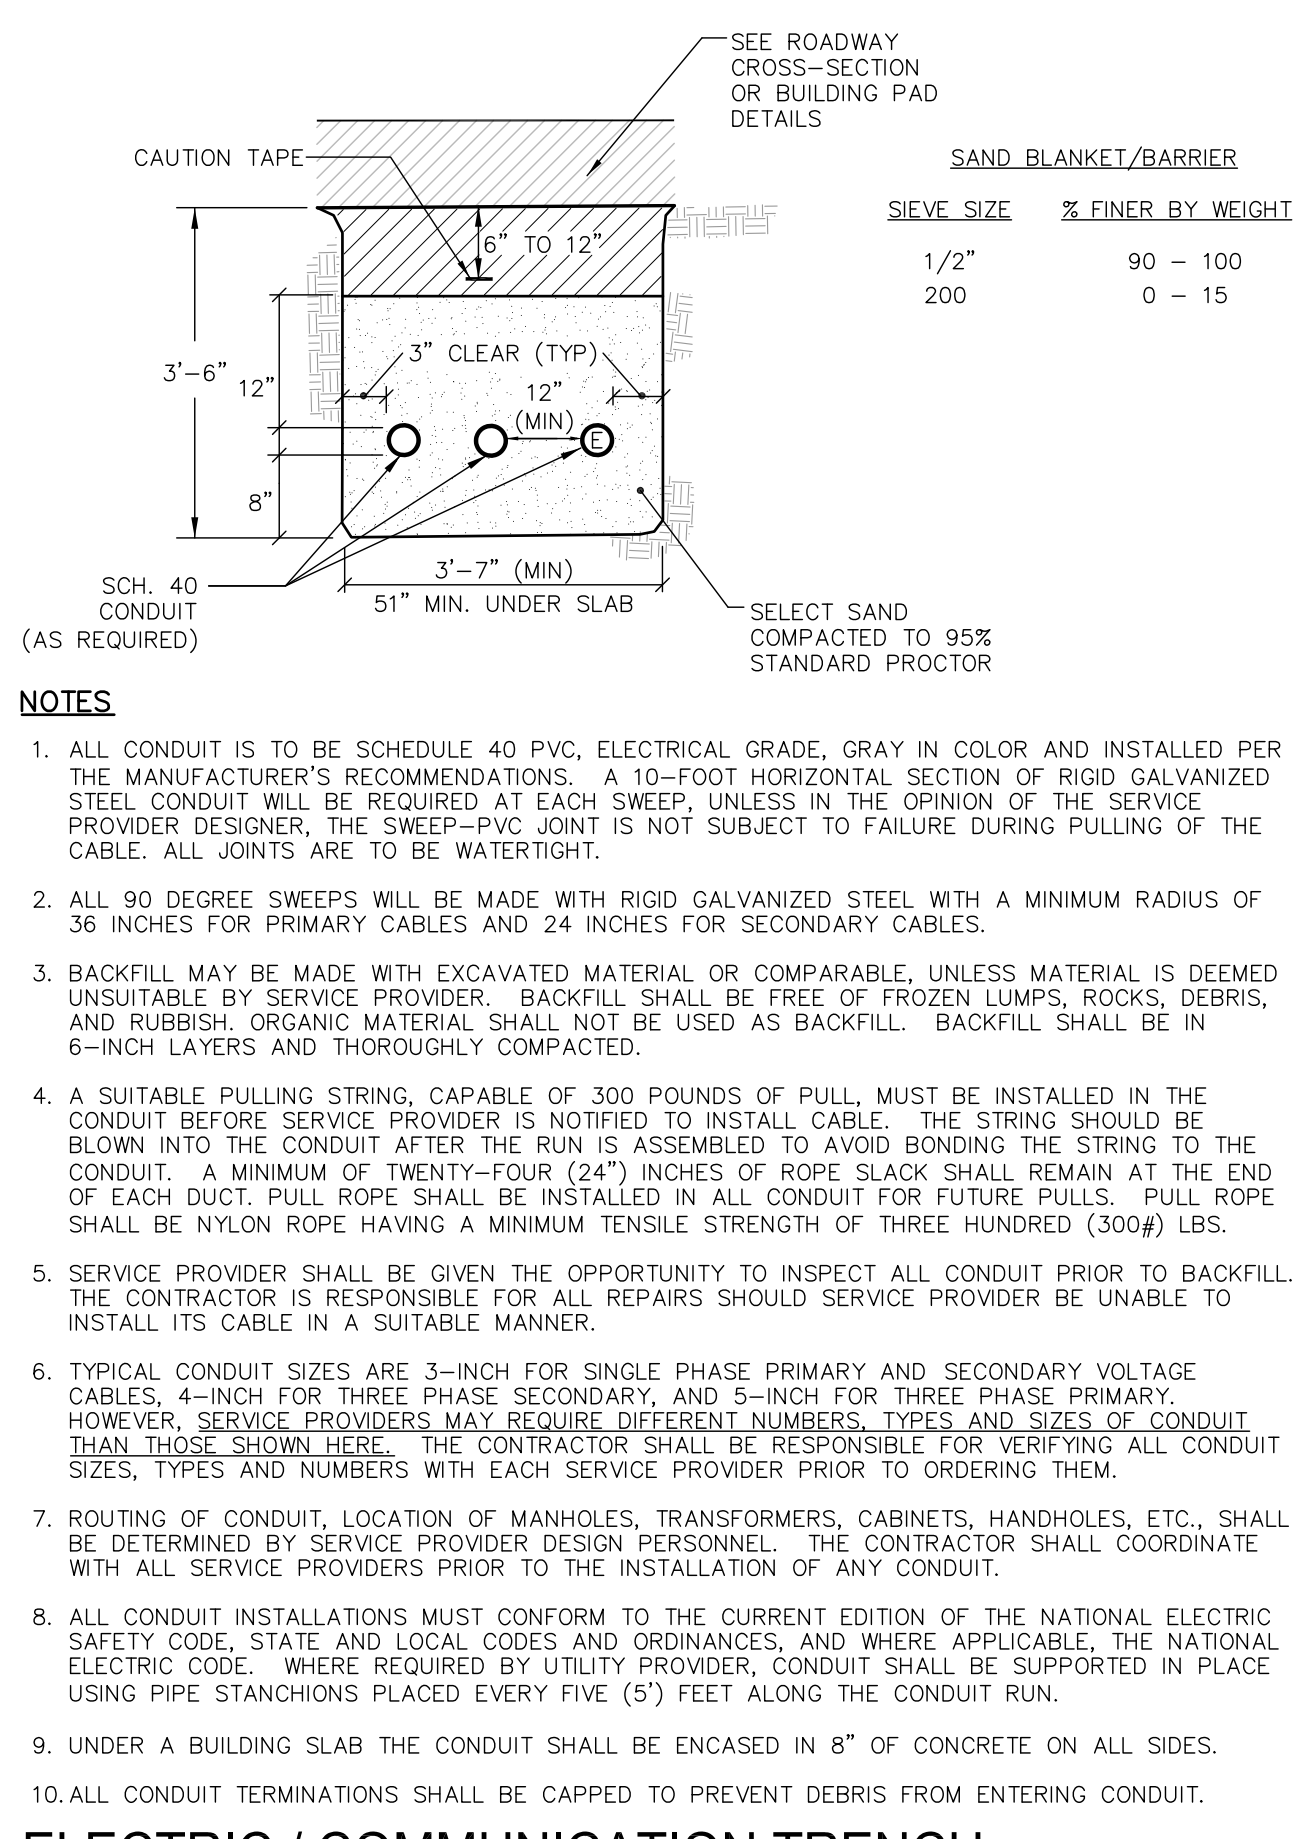 SEE ROADWAY
CROSS-SECTION
OR BUILDING PAD
DETAILS
CAUTION TAPE
SAND BLANKET/BARRIER
SIEVE SIZE % FINER BY WEIGHT
1/2" 90 - 100
200 0 - 15
6" TO 12"
3'-6"
12"
3" CLEAR (TYP)
12"
(MIN)
E
8"
3'-7" (MIN)
51" MIN. UNDER SLAB
SCH. 40
CONDUIT
(AS REQUIRED)
SELECT SAND
COMPACTED TO 95%
STANDARD PROCTOR
NOTES
1. ALL CONDUIT IS TO BE SCHEDULE 40 PVC, ELECTRICAL GRADE, GRAY IN COLOR AND INSTALLED PER
THE MANUFACTURER'S RECOMMENDATIONS. A 10-FOOT HORIZONTAL SECTION OF RIGID GALVANIZED
STEEL CONDUIT WILL BE REQUIRED AT EACH SWEEP, UNLESS IN THE OPINION OF THE SERVICE
PROVIDER DESIGNER, THE SWEEP-PVC JOINT IS NOT SUBJECT TO FAILURE DURING PULLING OF THE
CABLE. ALL JOINTS ARE TO BE WATERTIGHT.
2. ALL 90 DEGREE SWEEPS WILL BE MADE WITH RIGID GALVANIZED STEEL WITH A MINIMUM RADIUS OF
36 INCHES FOR PRIMARY CABLES AND 24 INCHES FOR SECONDARY CABLES.
3. BACKFILL MAY BE MADE WITH EXCAVATED MATERIAL OR COMPARABLE, UNLESS MATERIAL IS DEEMED
UNSUITABLE BY SERVICE PROVIDER. BACKFILL SHALL BE FREE OF FROZEN LUMPS, ROCKS, DEBRIS,
AND RUBBISH. ORGANIC MATERIAL SHALL NOT BE USED AS BACKFILL. BACKFILL SHALL BE IN
6-INCH LAYERS AND THOROUGHLY COMPACTED.
4. A SUITABLE PULLING STRING, CAPABLE OF 300 POUNDS OF PULL, MUST BE INSTALLED IN THE
CONDUIT BEFORE SERVICE PROVIDER IS NOTIFIED TO INSTALL CABLE. THE STRING SHOULD BE
BLOWN INTO THE CONDUIT AFTER THE RUN IS ASSEMBLED TO AVOID BONDING THE STRING TO THE
CONDUIT. A MINIMUM OF TWENTY-FOUR (24") INCHES OF ROPE SLACK SHALL REMAIN AT THE END
OF EACH DUCT. PULL ROPE SHALL BE INSTALLED IN ALL CONDUIT FOR FUTURE PULLS. PULL ROPE
SHALL BE NYLON ROPE HAVING A MINIMUM TENSILE STRENGTH OF THREE HUNDRED (300#) LBS.
5. SERVICE PROVIDER SHALL BE GIVEN THE OPPORTUNITY TO INSPECT ALL CONDUIT PRIOR TO BACKFILL.
THE CONTRACTOR IS RESPONSIBLE FOR ALL REPAIRS SHOULD SERVICE PROVIDER BE UNABLE TO
INSTALL ITS CABLE IN A SUITABLE MANNER.
6. TYPICAL CONDUIT SIZES ARE 3-INCH FOR SINGLE PHASE PRIMARY AND SECONDARY VOLTAGE
CABLES, 4-INCH FOR THREE PHASE SECONDARY, AND 5-INCH FOR THREE PHASE PRIMARY.
HOWEVER, SERVICE PROVIDERS MAY REQUIRE DIFFERENT NUMBERS, TYPES AND SIZES OF CONDUIT
THAN THOSE SHOWN HERE. THE CONTRACTOR SHALL BE RESPONSIBLE FOR VERIFYING ALL CONDUIT
SIZES, TYPES AND NUMBERS WITH EACH SERVICE PROVIDER PRIOR TO ORDERING THEM.
7. ROUTING OF CONDUIT, LOCATION OF MANHOLES, TRANSFORMERS, CABINETS, HANDHOLES, ETC., SHALL
BE DETERMINED BY SERVICE PROVIDER DESIGN PERSONNEL. THE CONTRACTOR SHALL COORDINATE
WITH ALL SERVICE PROVIDERS PRIOR TO THE INSTALLATION OF ANY CONDUIT.
8. ALL CONDUIT INSTALLATIONS MUST CONFORM TO THE CURRENT EDITION OF THE NATIONAL ELECTRIC
SAFETY CODE, STATE AND LOCAL CODES AND ORDINANCES, AND WHERE APPLICABLE, THE NATIONAL
ELECTRIC CODE. WHERE REQUIRED BY UTILITY PROVIDER, CONDUIT SHALL BE SUPPORTED IN PLACE
USING PIPE STANCHIONS PLACED EVERY FIVE (5') FEET ALONG THE CONDUIT RUN.
9. UNDER A BUILDING SLAB THE CONDUIT SHALL BE ENCASED IN 8" OF CONCRETE ON ALL SIDES.
10. ALL CONDUIT TERMINATIONS SHALL BE CAPPED TO PREVENT DEBRIS FROM ENTERING CONDUIT.
ELECTRIC / COMMUNICATION TRENCH